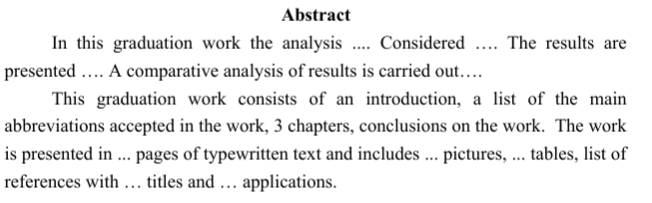 Abstract
In this graduation work the analysis .... Considered .... The results are
presented .... A comparative analysis of results is carried out....
This graduation work consists of an introduction, a list of the main
abbreviations accepted in the work, 3 chapters, conclusions on the work. The work
is presented in ... pages of typewritten text and includes ... pictures, ... tables, list of
references with ... titles and ... applications.